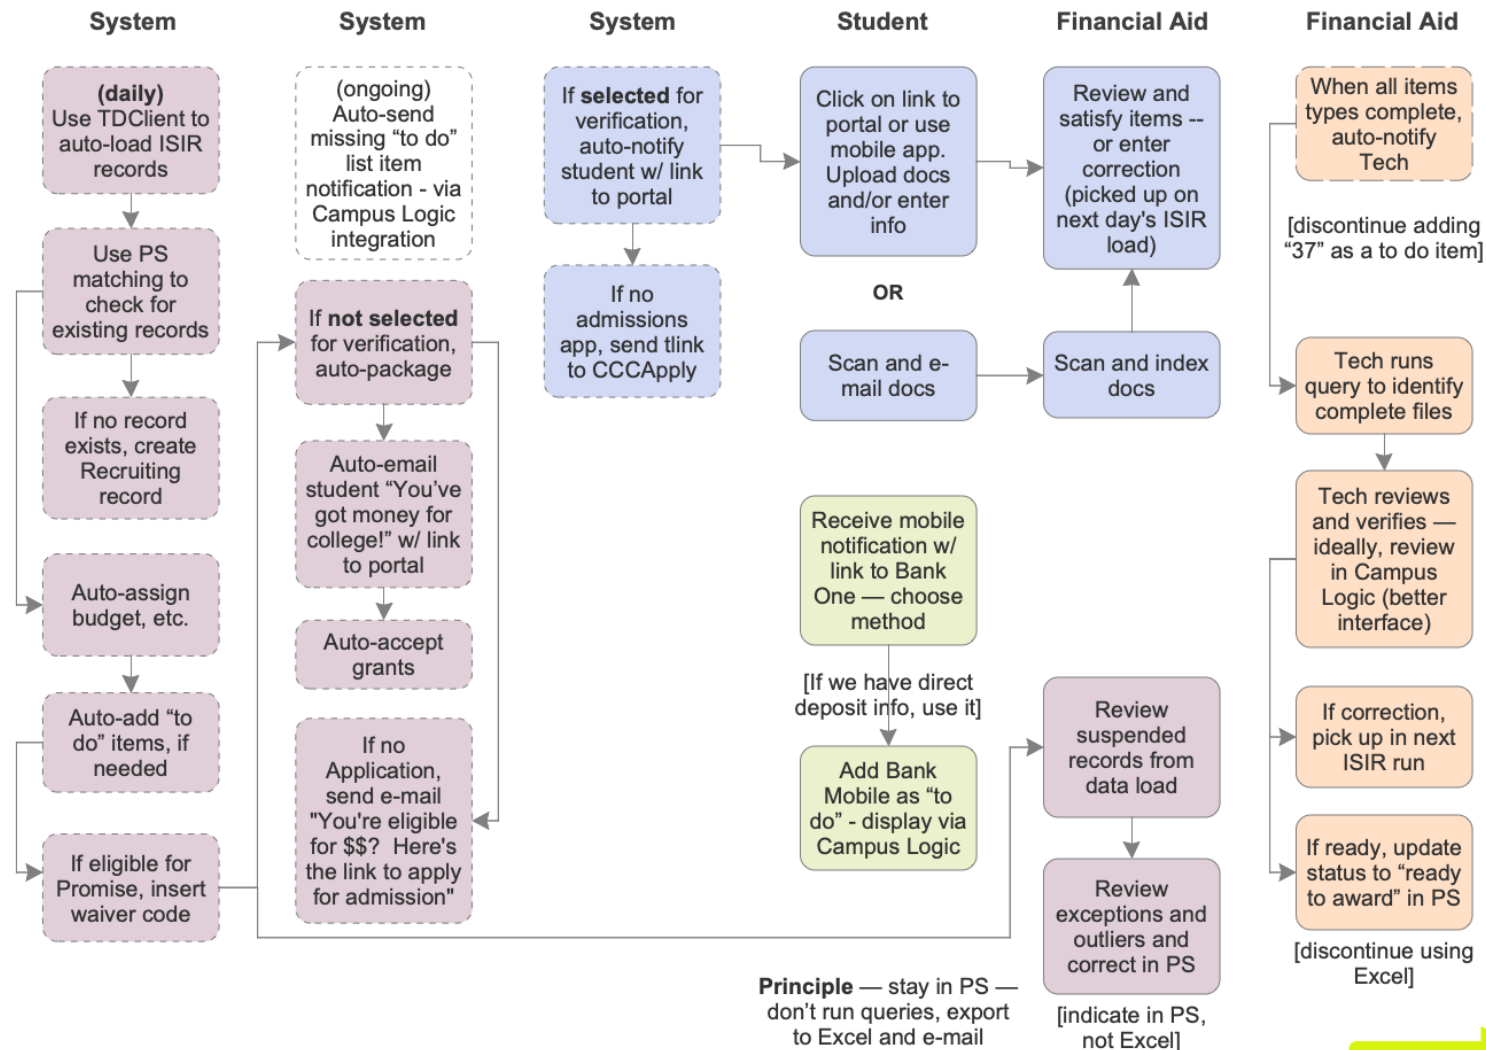 System
(daily)
Use TDClient to
auto-load ISIR
records
Use PS
matching to
check for
existing records
If no record
exists, create
Recruiting
record
Auto-assign
budget, etc.
Auto-add “to
do” items, if
needed
If eligible for
Promise, insert
waiver code
System
(ongoing)
Auto-send
missing “to do”
list item
notification - via
Campus Logic
integration
If not selected
for verification,
auto-package
Auto-email
student “You’ve
got money for
college!” w/ link
to portal
Auto-accept
grants
If no
Application,
send e-mail
"You're eligible
for $$? Here's
the link to apply
for admission"
System
If selected for
verification,
auto-notify
student w/ link
to portal
If no
admissions
app, send tlink
to CCCApply
Student
Click on link to
portal or use
mobile app.
Upload docs
and/or enter
info
OR
Scan and e-
mail docs
Receive mobile
notification w/
link to Bank
One — choose
method
[If we have direct
deposit info, use it]
Add Bank
Mobile as “to
do” - display via
Campus Logic
Principle — stay in PS —
don’t run queries, export
to Excel and e-mail
Financial Aid
Review and
satisfy items --
or enter
correction
(picked up on
next day's ISIR
load)
Scan and index
docs
Review
suspended
records from
data load
Review
exceptions and
outliers and
correct in PS
[indicate in PS,
not Excel]
Financial Aid
When all items
types complete,
auto-notify
Tech
[discontinue adding
“37” as a to do item]
Tech runs
query to identify
complete files
Tech reviews
and verifies —
ideally, review
in Campus
Logic (better
interface)
If correction,
pick up in next
ISIR run
If ready, update
status to “ready
to award” in PS
[discontinue using
Excel]